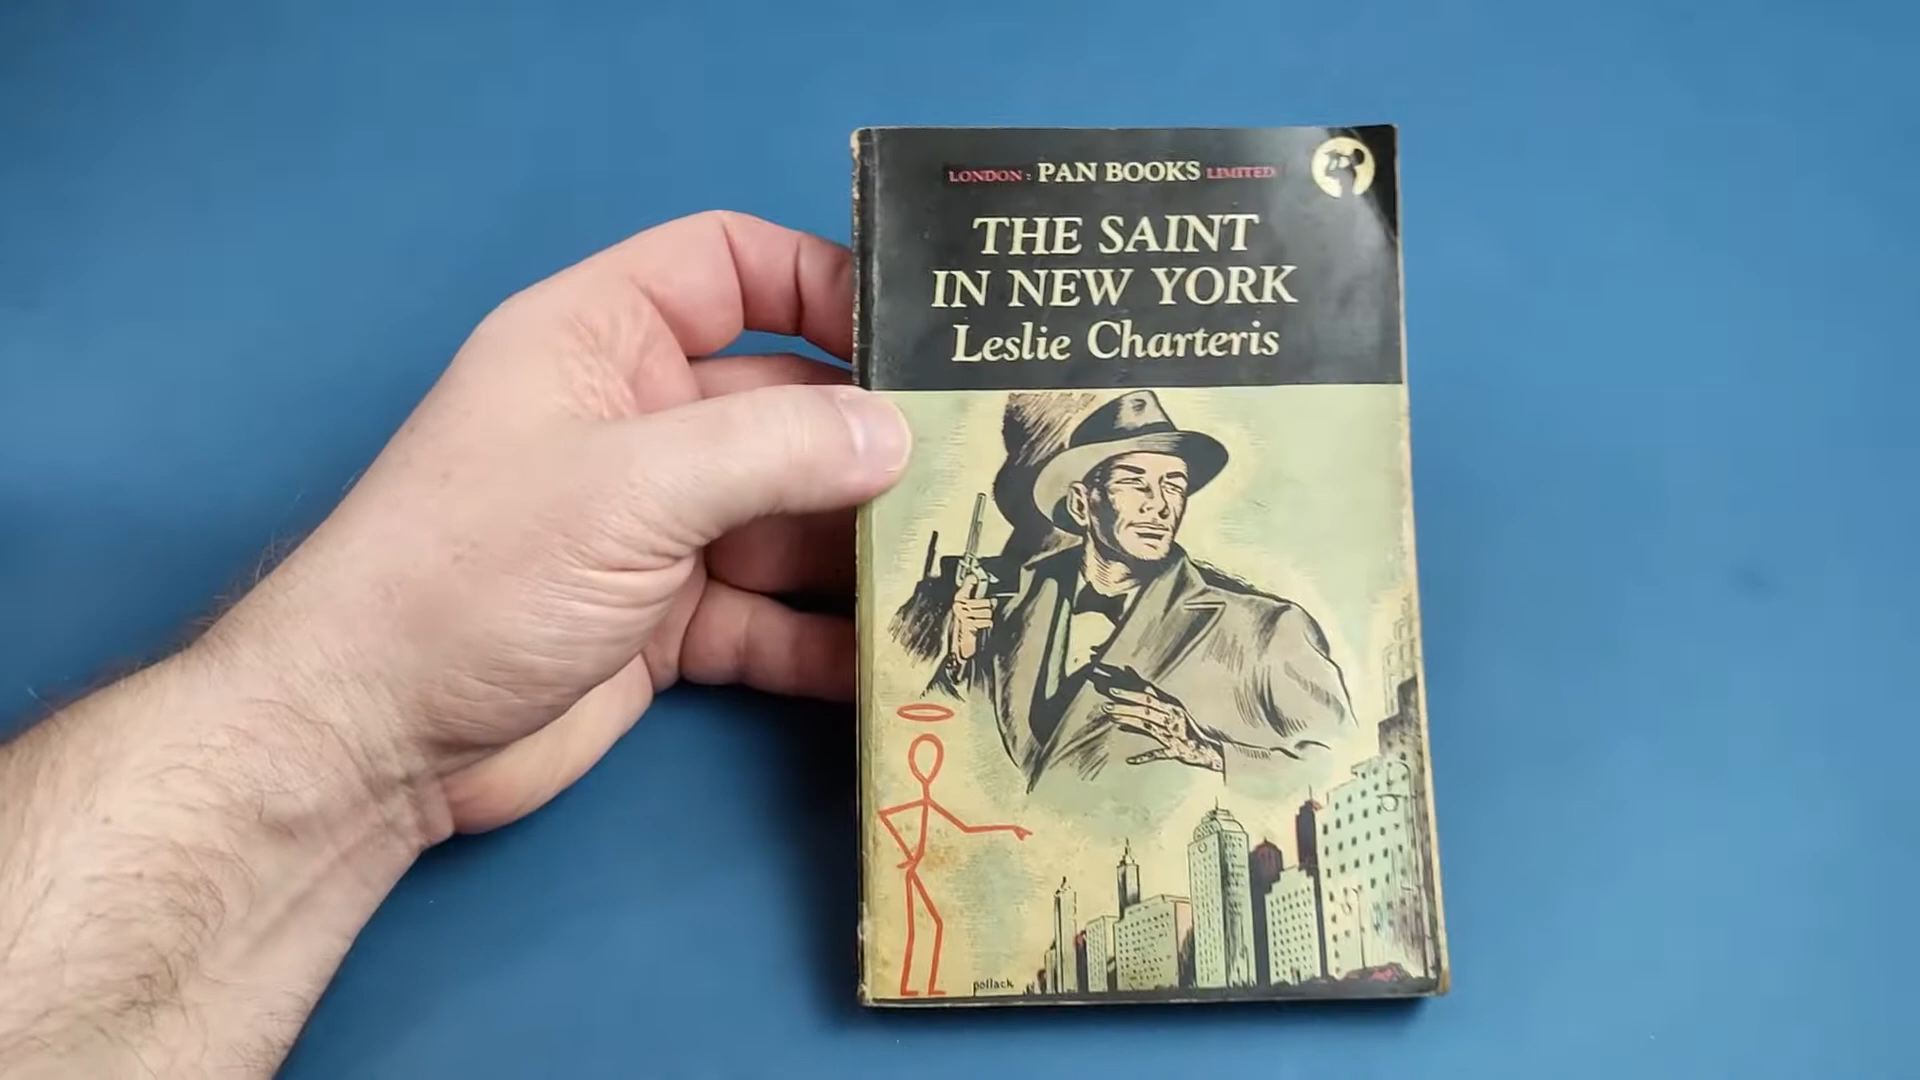 LONDON: PAN BOOKS LIMITED
THE SAINT
IN NEW YORK
Leslie Charteris
pollack